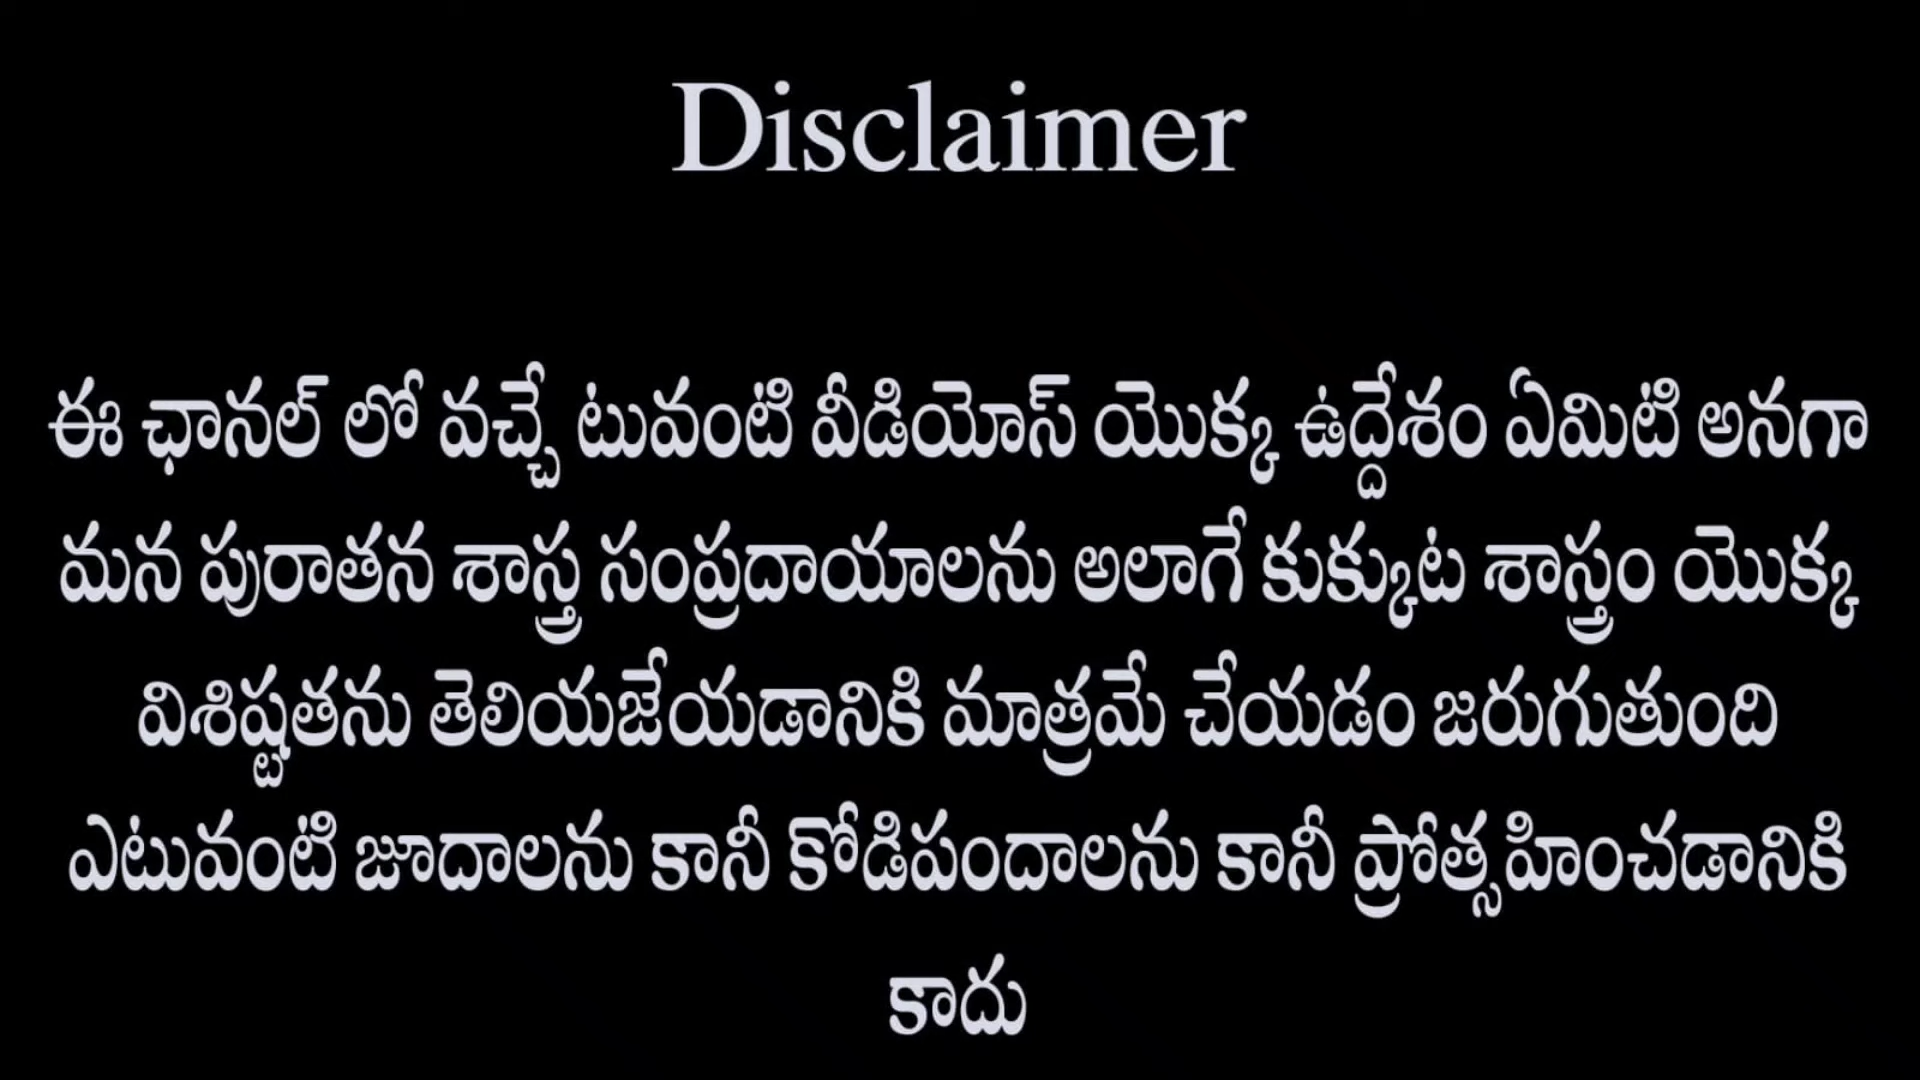 Disclaimer
ఈ ఛానల్ లో వచ్చే టువంటి వీడియోస్ యొక్క ఉద్దేశం ఏమిటి అనగా
మన పురాతన శాస్త్ర సంప్రదాయాలను అలాగే కుక్కుట శాస్త్రం యొక్క
విశిష్టతను తెలియజేయడానికి మాత్రమే చేయడం జరుగుతుంది
ఎటువంటి జూదాలను కానీ కోడిపందాలను కానీ ప్రోత్సహించడానికి
కాదు